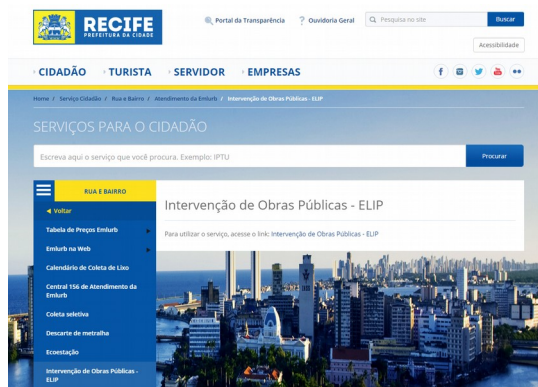 RECIFE
PREFEITURA DA CIDADE
Portal da Transparência
? Ouvidoria Geral
Pesquisa no site
Buscar
Acessibilidade
CIDADÃO
TURISTA
SERVIDOR
EMPRESAS
Home / Serviço Cidadão / Rua e Bairro / Atendimento da Emlurb / Intervenção de Obras Públicas - ELIP
SERVIÇOS PARA O CIDADÃO
Escreva aqui o serviço que você procura. Exemplo: IPTU
Procurar
RUA E BAIRRO
Voltar
Tabela de Preços Emlurb
Emlurb na Web
Calendário de Coleta de Lixo
Central 156 de Atendimento da
Emlurb
Coleta seletiva
Descarte de metralha
Ecoestação
Intervenção de Obras Públicas -
ELIP
Intervenção de Obras Públicas - ELIP
Para utilizar o serviço, acesse o link: Intervenção de Obras Públicas - ELIP